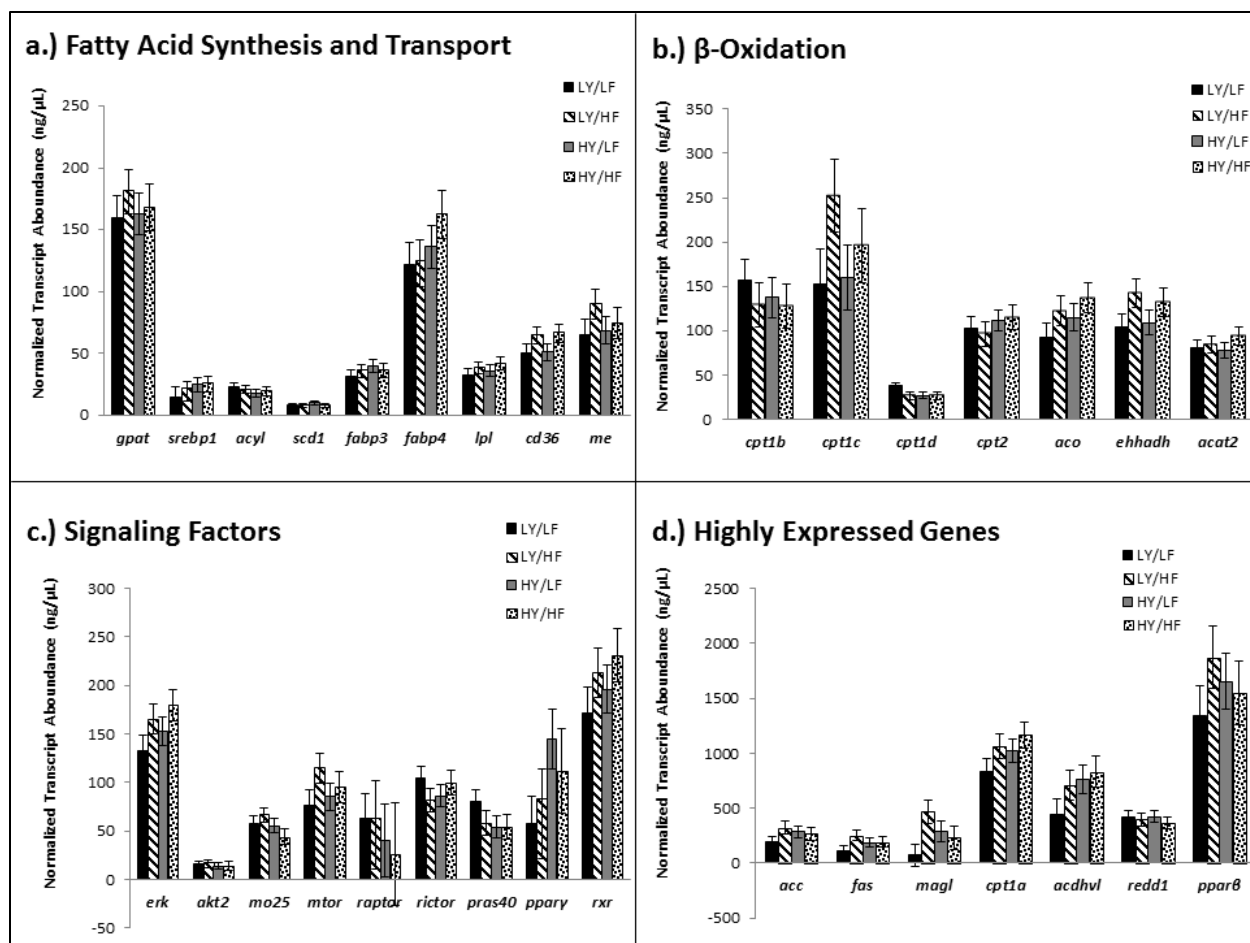 a.) Fatty Acid Synthesis and Transport
Normalized Transcript Aboundance (ng/µL)
250
200
150
100
50
0
LY/LF
LY/HF
HY/LF
HY/HF
gpat srebp1 acyl scd1 fabp3 fabp4 lpl cd36 me
b.) β-Oxidation
Normalized Transcript Aboundance (ng/µL)
350
300
250
200
150
100
50
0
LY/LF
LY/HF
HY/LF
HY/HF
cpt1b cpt1c cpt1d cpt2 aco ehhadh acat2
c.) Signaling Factors
Normalized Transcript Aboundance (ng/µL)
300
250
200
150
100
50
0
-50
LY/LF
LY/HF
HY/LF
HY/HF
erk akt2 mo25 mtor raptor rictor pras40 pparγ rxr
d.) Highly Expressed Genes
Normalized Transcript Aboundance (ng/µL)
2500
2000
1500
1000
500
0
-500
LY/LF
LY/HF
HY/LF
HY/HF
acc fas magl cpt1a acdhvl redd1 pparβ